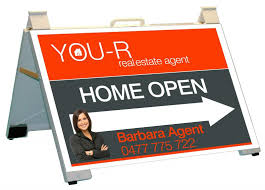 YOU-R
real estate agent
HOME OPEN
Barbara Agent
0477 775 722